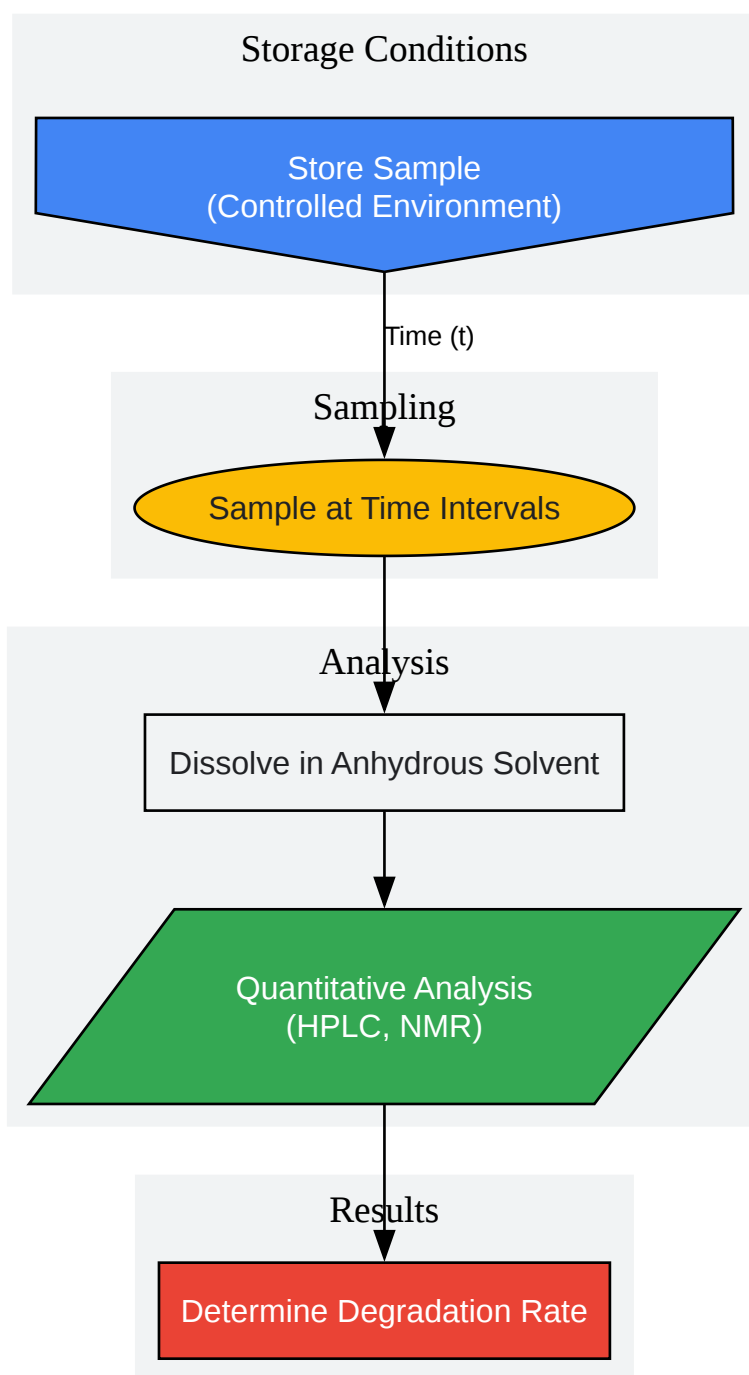 Storage Conditions
Store Sample
(Controlled Environment)
Time (t)
Sampling
Sample at Time Intervals
Analysis
Dissolve in Anhydrous Solvent
Quantitative Analysis
(HPLC, NMR)
Results
Determine Degradation Rate